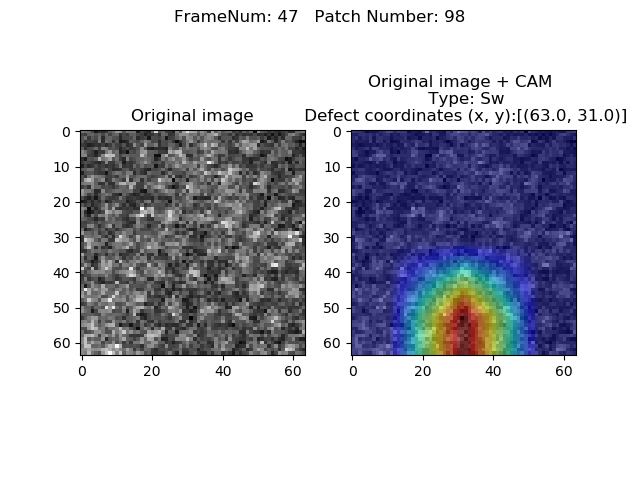 FrameNum: 47   Patch Number: 98
Original image
Original image + CAM
Type: Sw
Defect coordinates (x, y):[(63.0, 31.0)]
0
10
20
30
40
50
60
0 20 40 60
0
10
20
30
40
50
60
0 20 40 60